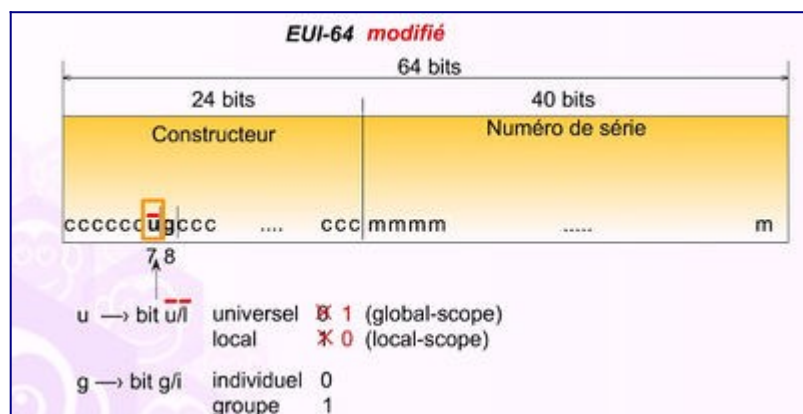 EUI-64 modifié
64 bits
24 bits 40 bits
Constructeur Numéro de série
ccccccugccc .... ccc mmmm ..... m
7 8
u → bit u/l universel 0 1 (global-scope)
local 1 0 (local-scope)
g → bit g/i individuel 0
groupe 1